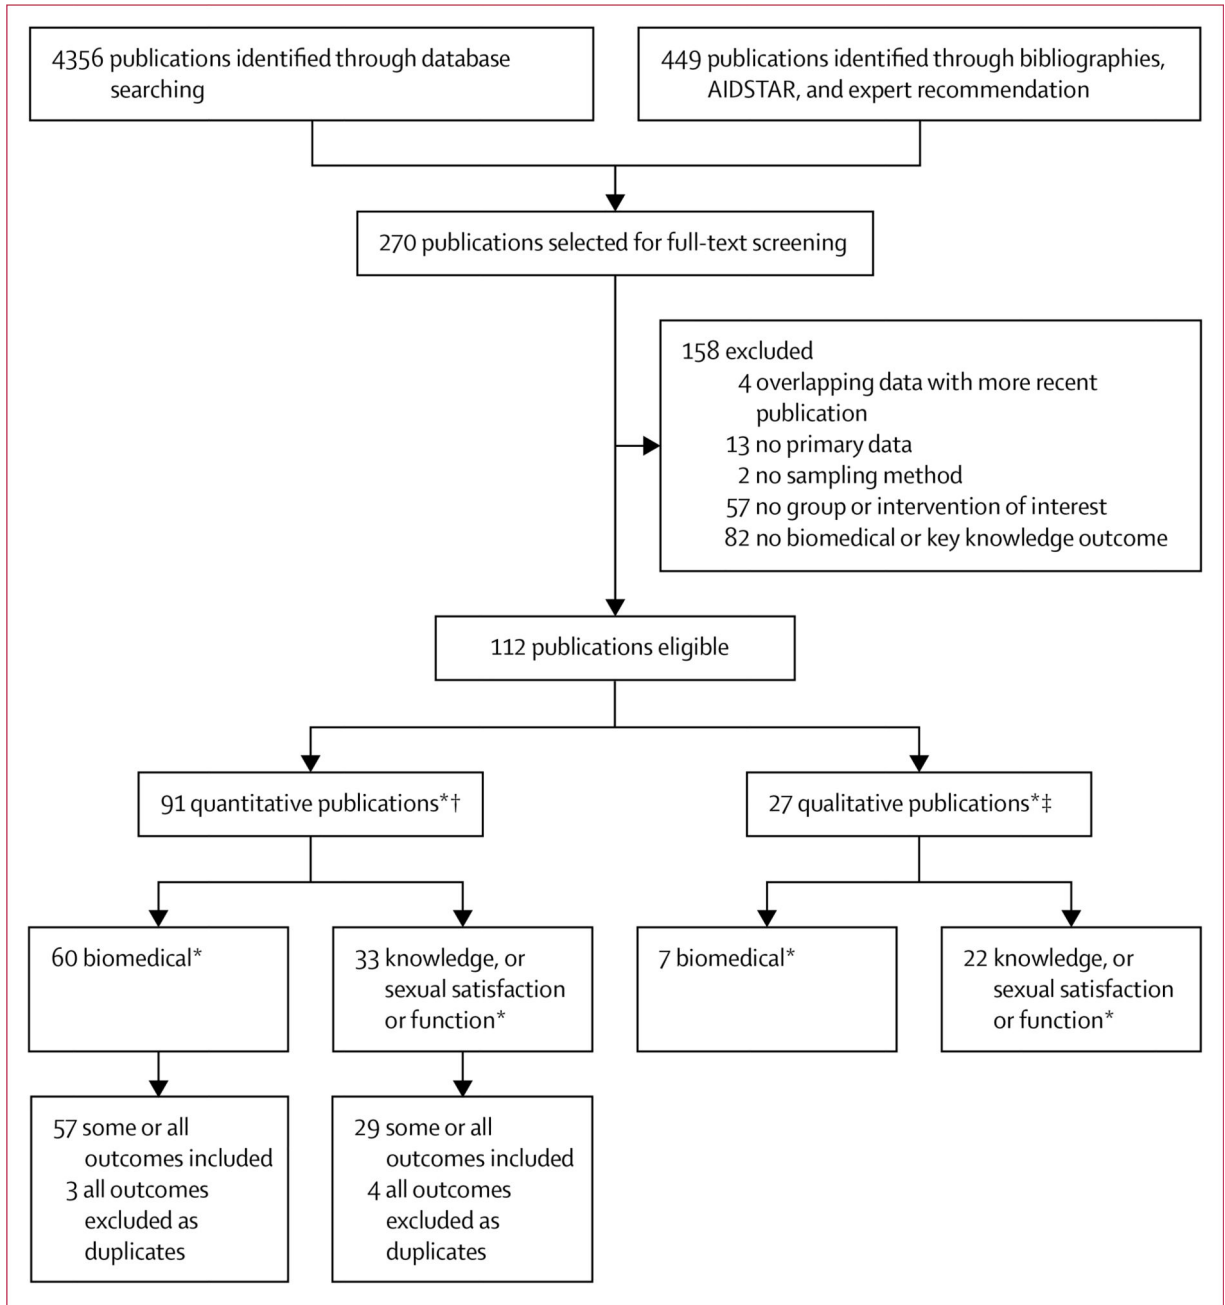 4356 publications identified through database
searching
449 publications identified through bibliographies,
AIDSTAR, and expert recommendation
270 publications selected for full-text screening
158 excluded
4 overlapping data with more recent
publication
13 no primary data
2 no sampling method
57 no group or intervention of interest
82 no biomedical or key knowledge outcome
112 publications eligible
91 quantitative publications*†
27 qualitative publications*‡
60 biomedical*
33 knowledge, or
sexual satisfaction
or function*
7 biomedical*
22 knowledge, or
sexual satisfaction
or function*
57 some or all
outcomes included
3 all outcomes
excluded as
duplicates
29 some or all
outcomes included
4 all outcomes
excluded as
duplicates